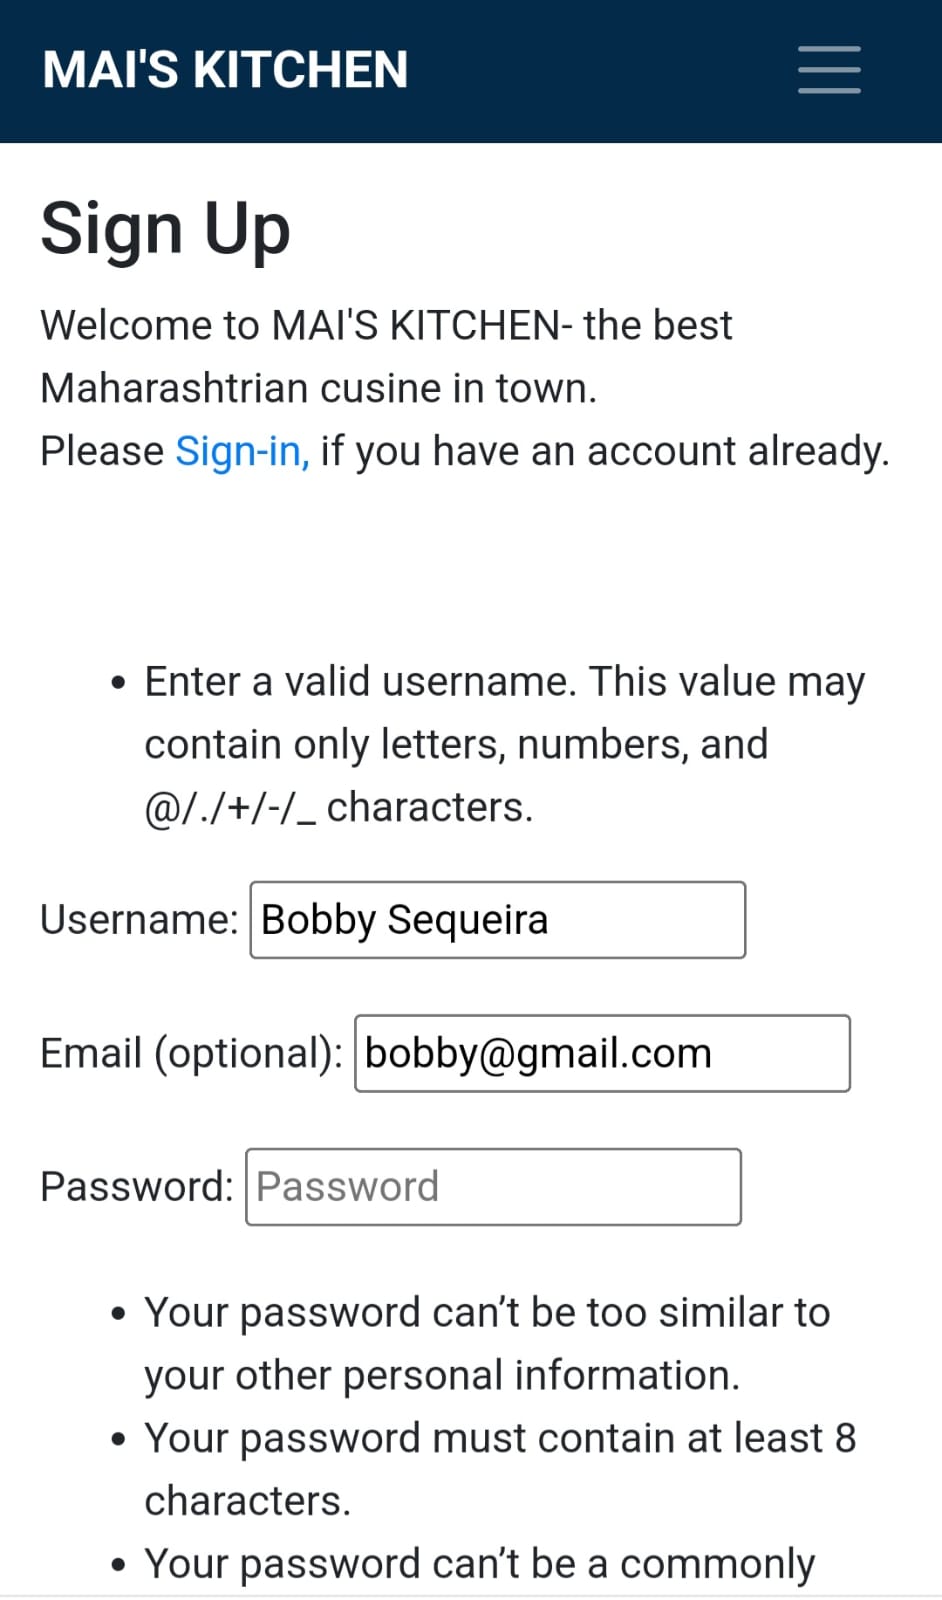 MAI'S KITCHEN
Sign Up
Welcome to MAI'S KITCHEN- the best
Maharashtrian cusine in town.
Please Sign-in, if you have an account already.
• Enter a valid username. This value may
contain only letters, numbers, and
@/./+/-/_ characters.
Username: Bobby Sequeira
Email (optional): bobby@gmail.com
Password: Password
• Your password can’t be too similar to
your other personal information.
• Your password must contain at least 8
characters.
• Your password can’t be a commonly